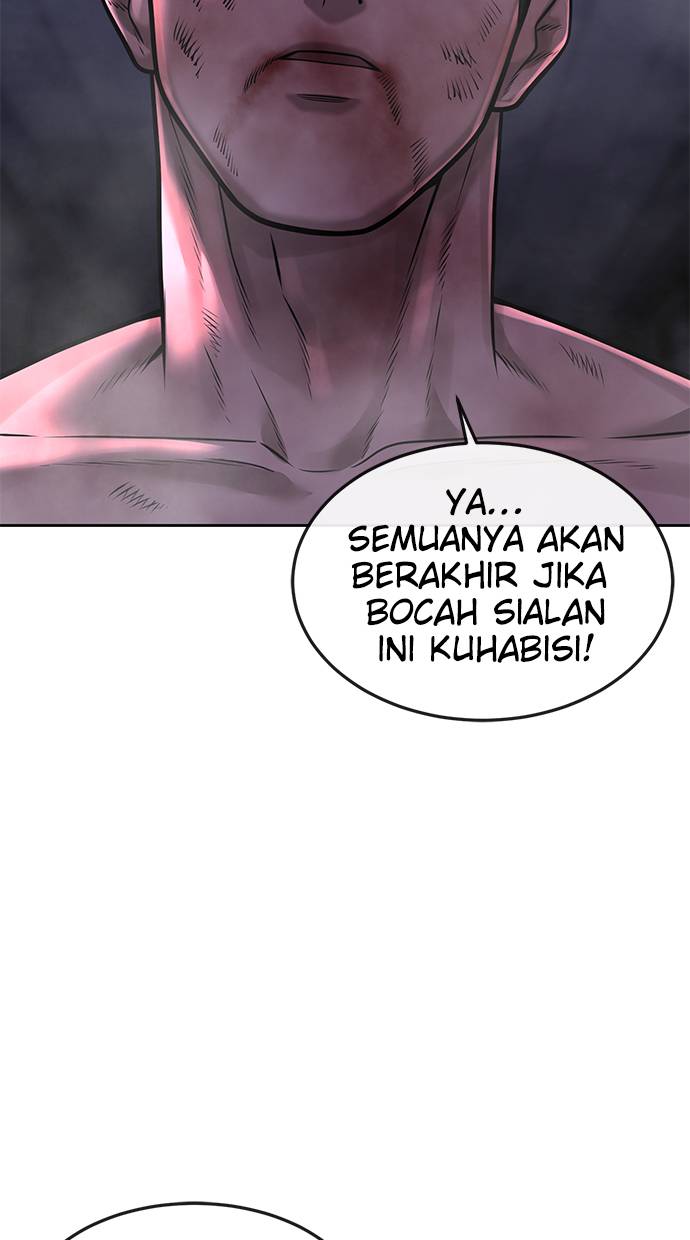 YA...
SEMUANYA AKAN
BERAKHIR JIKA
BOCAH SIALAN
INI KUHABISI!